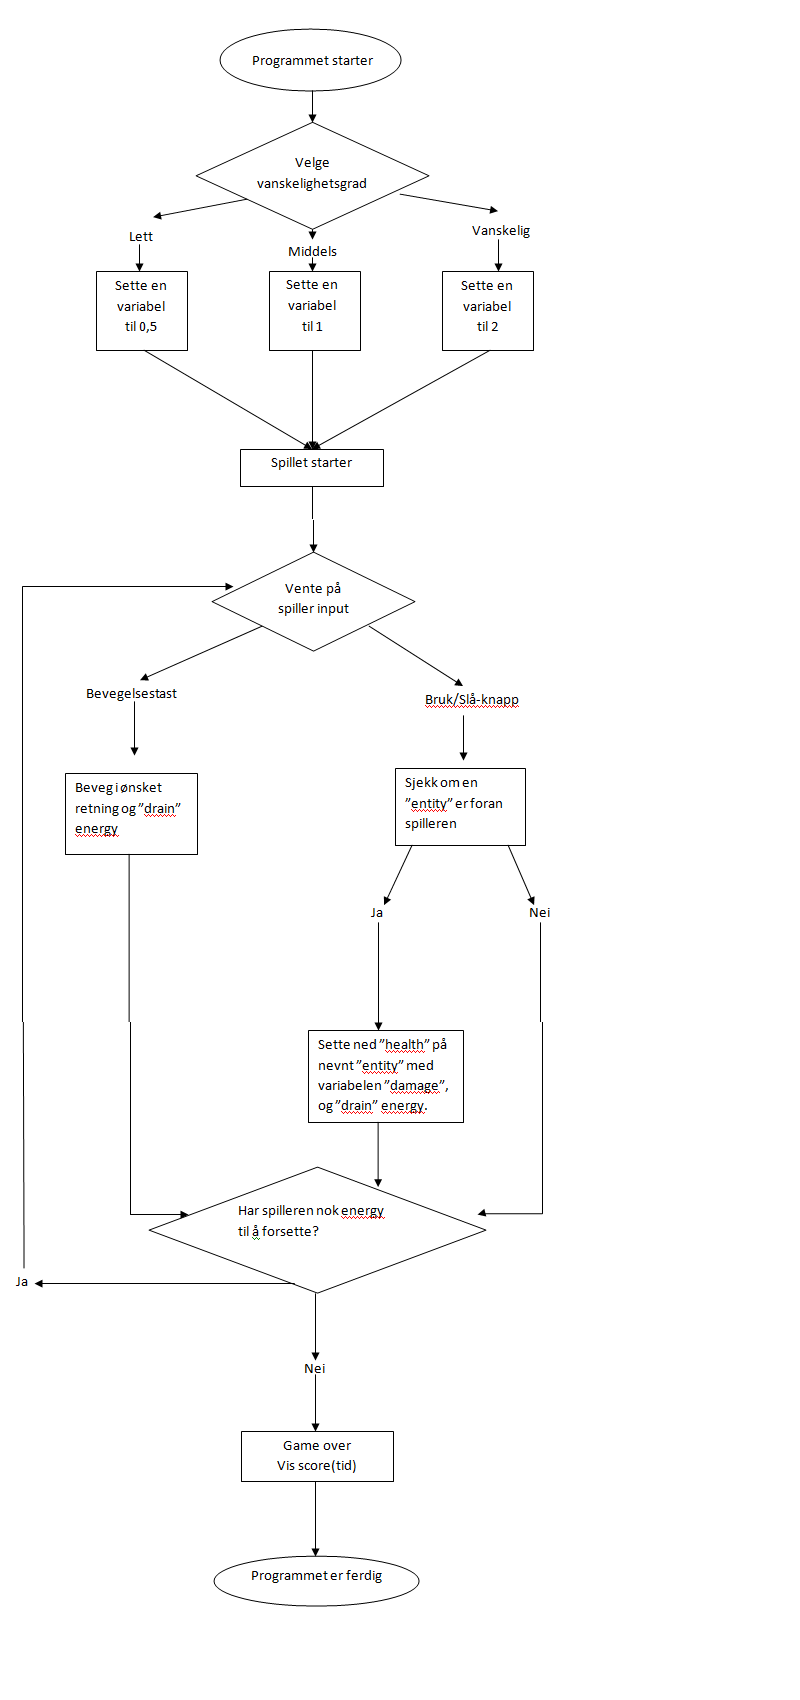 Programmet starter
Velge
vanskelighetsgrad
Lett
Middels
Vanskelig
Sette en
variabel
til 0,5
Sette en
variabel
til 1
Sette en
variabel
til 2
Spillet starter
Vente på
spiller input
Bevegelsestast
Bruk/Slå-knapp
Beveg i ønsket
retning og ”drain”
energy
Sjekk om en
”entity” er foran
spilleren
Ja
Nei
Sette ned ”health” på
nevnt ”entity” med
variabelen ”damage”,
og ”drain” energy.
Har spilleren nok energy
til å forsette?
Ja
Nei
Game over
Vis score(tid)
Programmet er ferdig